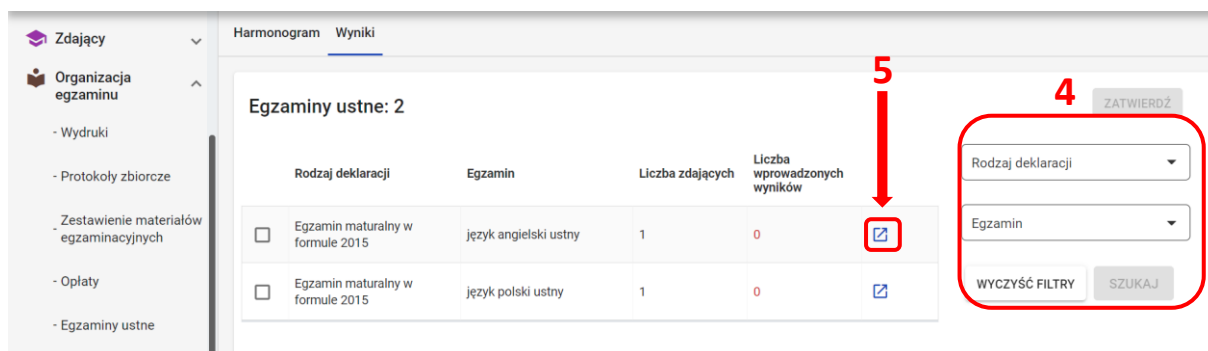 Zdający
Organizacja
egzaminu
- Wydruki
- Protokoły zbiorcze
- Zestawienie materiałów
egzaminacyjnych
- Opłaty
- Egzaminy ustne
Harmonogram Wyniki
Egzaminy ustne: 2
5
4
ZATWIERDŹ
Rodzaj deklaracji Egzamin Liczba zdających Liczba
wprowadzonych
wyników
Egzamin maturalny w
formule 2015
język angielski ustny 1 0
Egzamin maturalny w
formule 2015
język polski ustny 1 0
Rodzaj deklaracji
Egzamin
WYCZYŚĆ FILTRY SZUKAJ